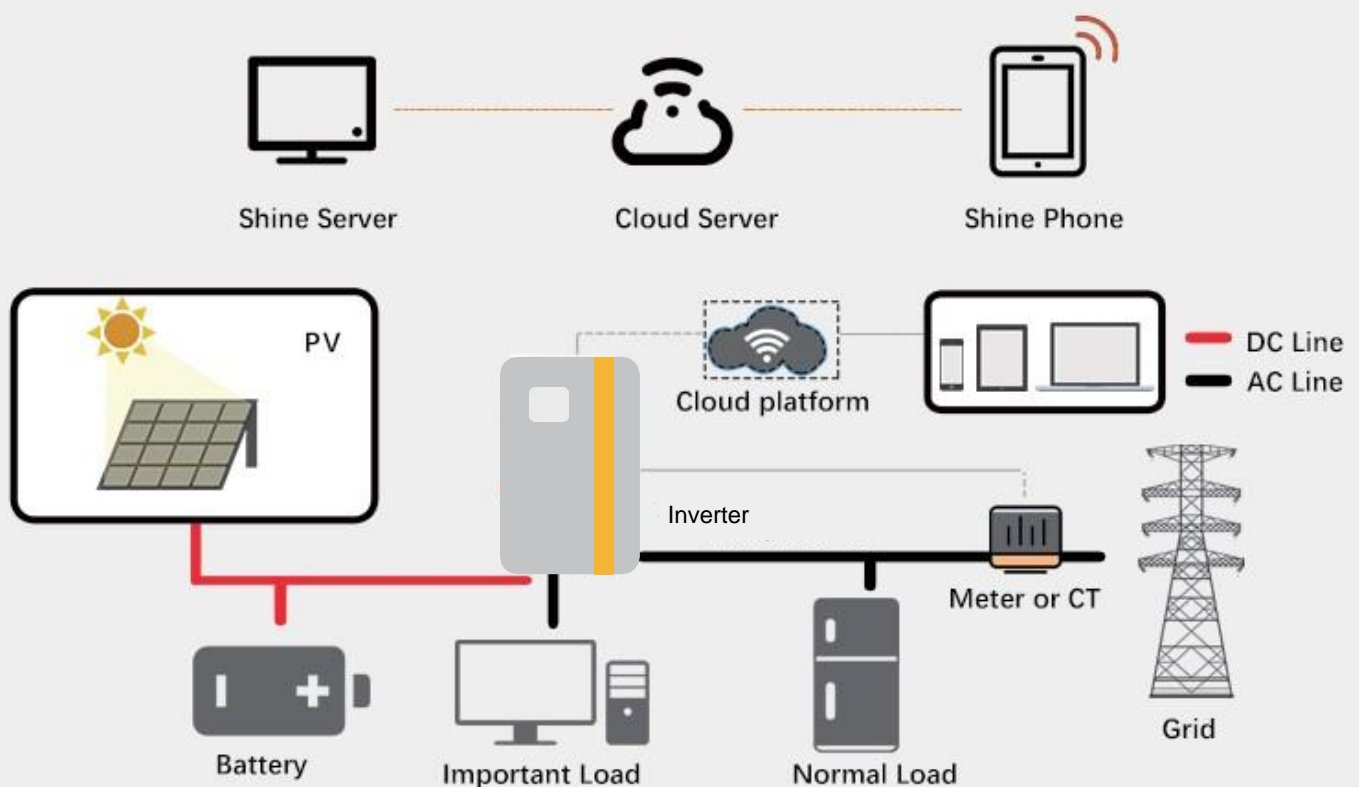 Shine Server
Cloud Server
Shine Phone
PV
DC Line
AC Line
Cloud platform
Inverter
Meter or CT
Grid
Battery
Important Load
Normal Load